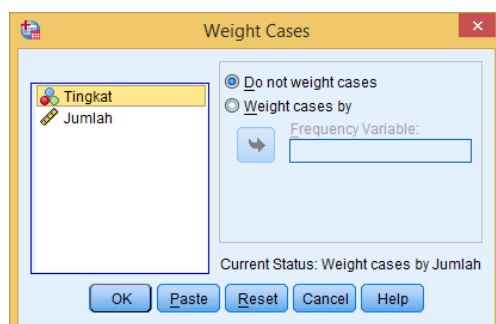 Weight Cases
Tingkat
Jumlah
Do not weight cases
Weight cases by
Frequency Variable:
Current Status: Weight cases by Jumlah
OK Paste Reset Cancel Help